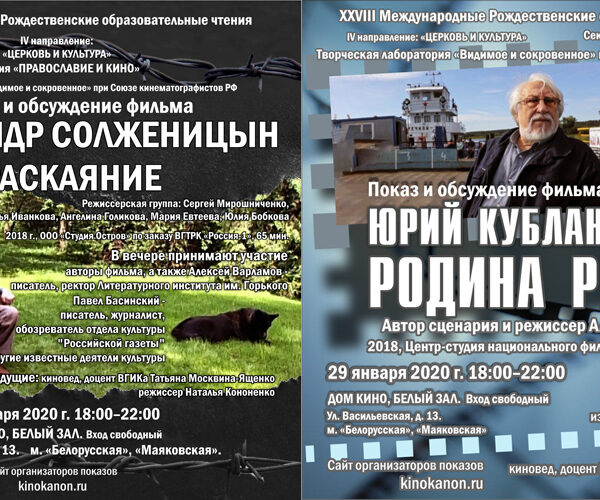 Рождественские образовательные чтения
IV направление:
«ЦЕРКОВЬ И КУЛЬТУРА»
«ПРАВОСЛАВИЕ И КИНО»
и сокровенное» при Союзе кинематографистов РФ
и обсуждение фильма
СОЛЖЕНИЦЫН
АСКАЯНИЕ
Режиссерская группа: Сергей Мирошниченко,
Иванкова, Ангелина Голикова, Мария Евтеева, Юлия Бобкова
2018 г., ООО «Студия Остров» по заказу ВГТРК «Россия-1», 65 мин.
В вечере принимают участие
авторы фильма, а также Алексей Варламов -
писатель, ректор Литературного института им. Горького
Павел Басинский -
писатель, журналист,
обозреватель отдела культуры
"Российской газеты"
другие известные деятели культуры
киновед, доцент ВГИКа Татьяна Москвина-Ященко
режиссер Наталья Кононенко
января 2020 г. 18:00–22:00
БЕЛЫЙ ЗАЛ. Вход свободный
13. м. «Белорусская», «Маяковская».
Сайт организаторов показов
kinokanon.ru
XXVIII Международные Рождественские
IV направление: «ЦЕРКОВЬ И КУЛЬТУРА»
Творческая лаборатория «Видимое и сокровенное»
Показ и обсуждение фильма
ЮРИЙ КУБЛАН
РОДИНА Р
Автор сценария и режиссер
2018, Центр-студия национального
29 января 2020 г. 18:00–22:00
ДОМ КИНО, БЕЛЫЙ ЗАЛ. Вход свободный
Ул. Васильевская, д. 13.
м. «Белорусская», «Маяковская»
Сайт организаторов показов
kinokanon.ru
киновед, доцент